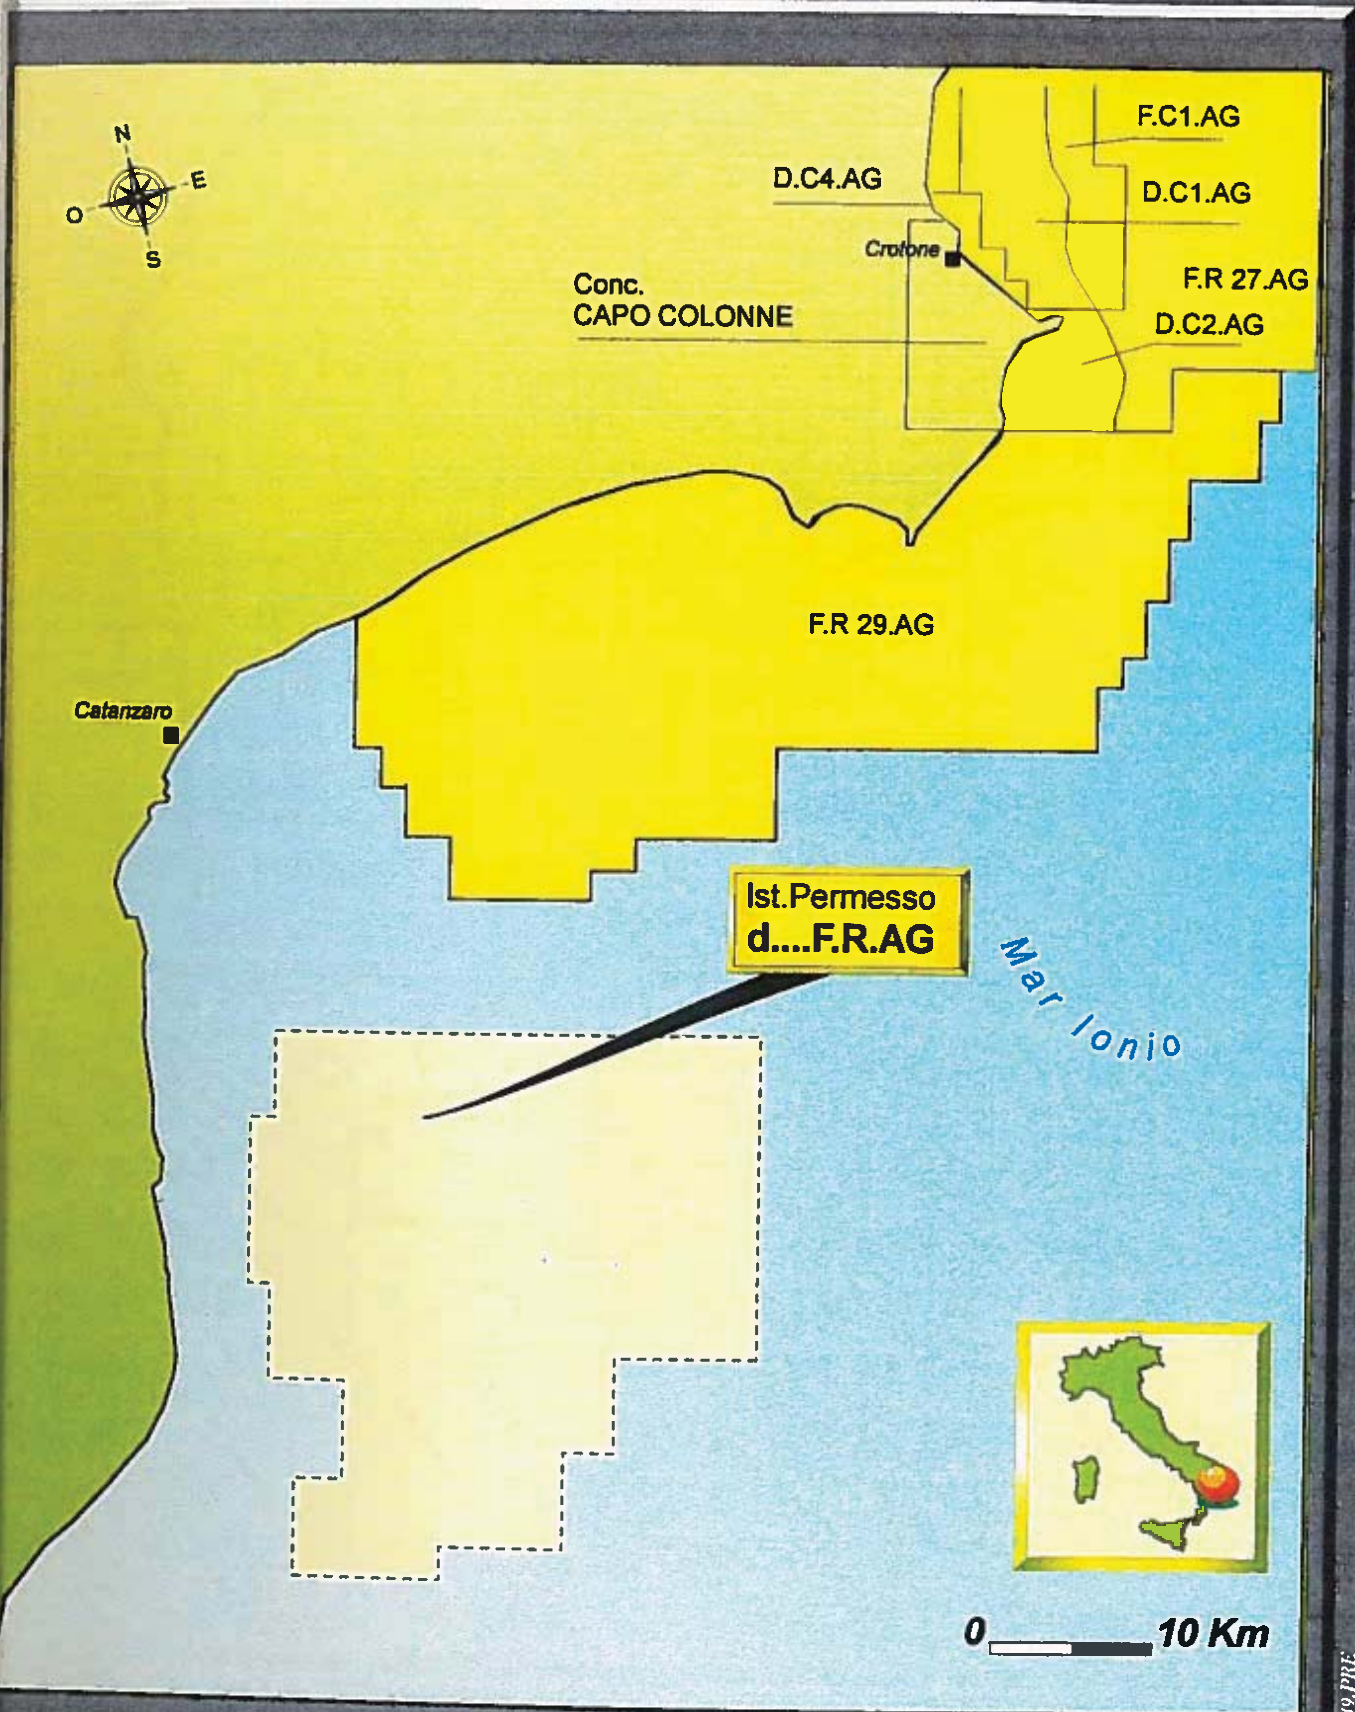 N
E
O
S
F.C1.AG
D.C4.AG
D.C1.AG
Crotone
F.R 27.AG
Conc.
CAPO COLONNE
D.C2.AG
F.R 29.AG
Catanzaro
Ist.Permesso
d....F.R.AG
Mar Ionio
0 10 Km